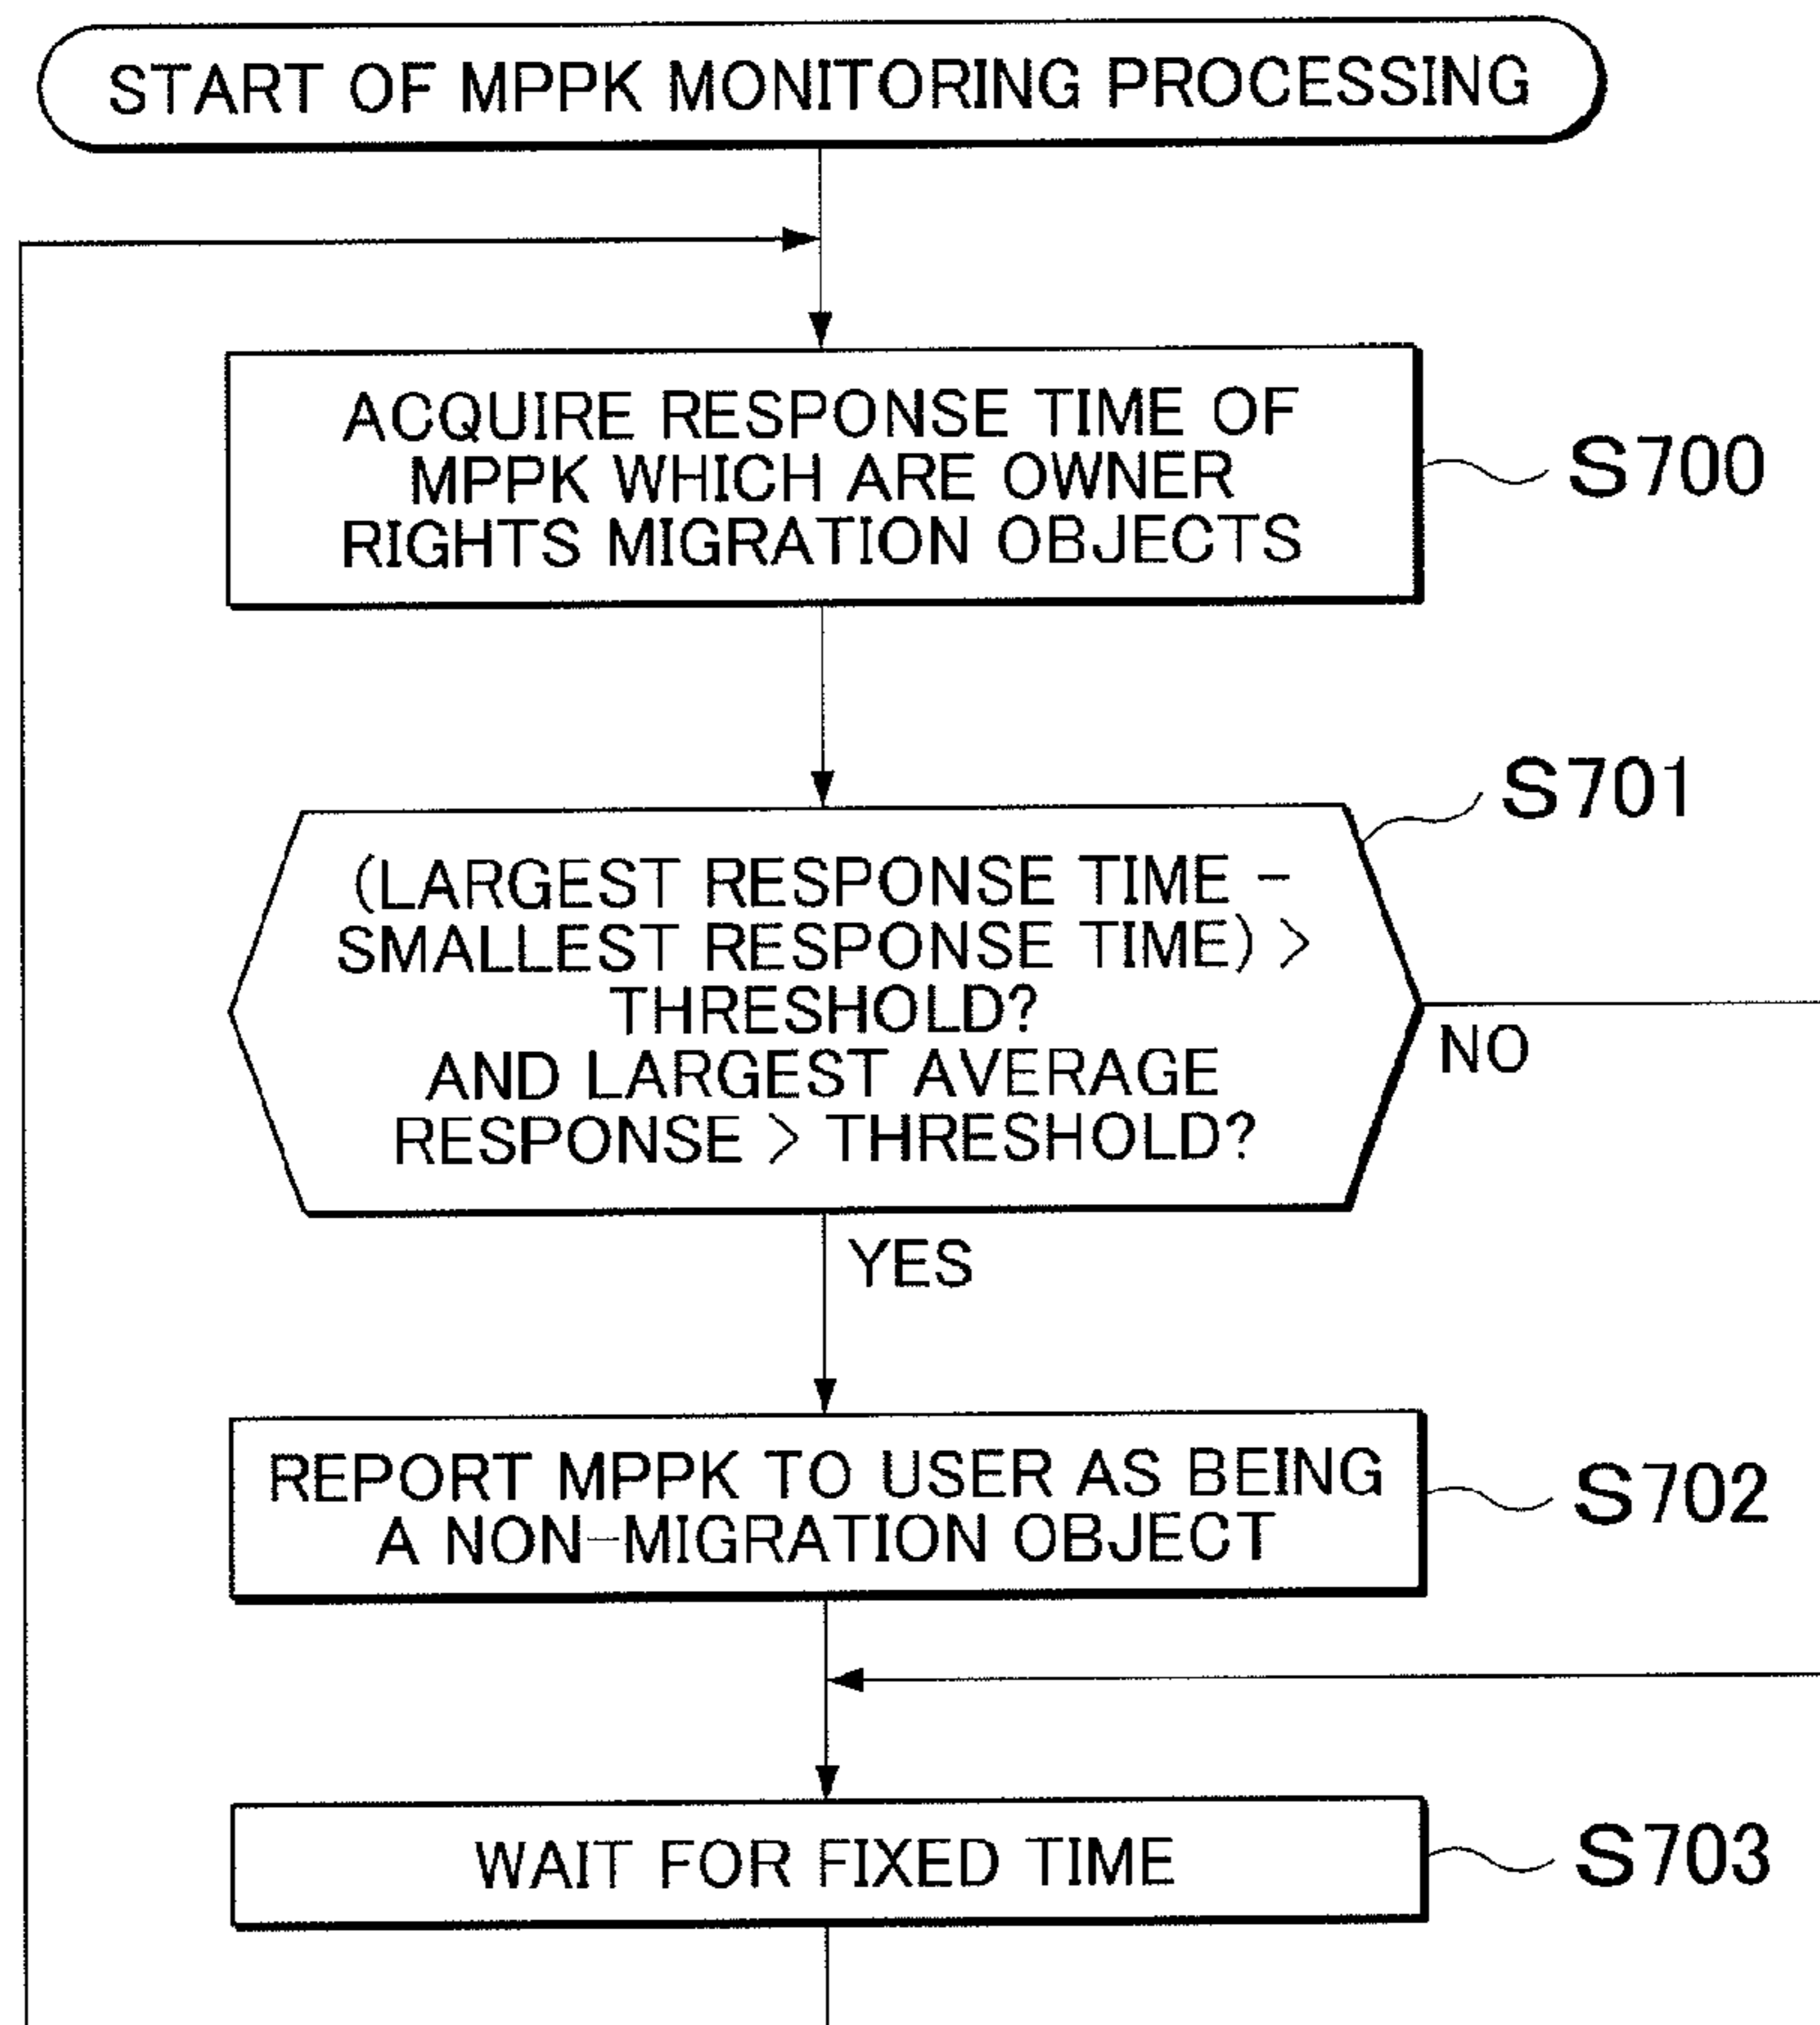 START OF MPPK MONITORING PROCESSING
ACQUIRE RESPONSE TIME OF
MPPK WHICH ARE OWNER
RIGHTS MIGRATION OBJECTS
S700
S701
(LARGEST RESPONSE TIME -
SMALLEST RESPONSE TIME) >
THRESHOLD?
AND LARGEST AVERAGE
RESPONSE > THRESHOLD?
NO
YES
REPORT MPPK TO USER AS BEING
A NON-MIGRATION OBJECT
S702
WAIT FOR FIXED TIME
S703